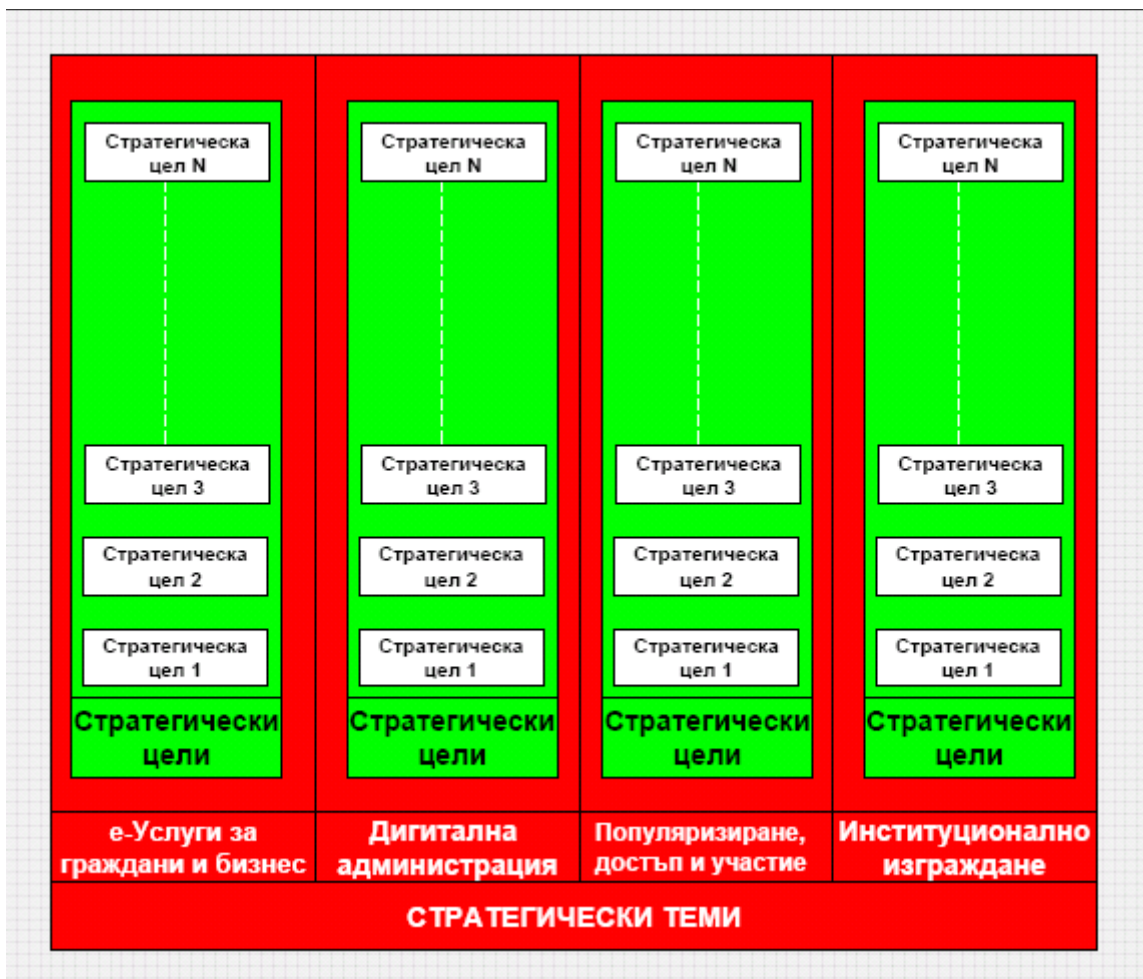 Стратегическа
цел N
Стратегическа
цел N
Стратегическа
цел N
Стратегическа
цел N
Стратегическа
цел 3
Стратегическа
цел 3
Стратегическа
цел 3
Стратегическа
цел 3
Стратегическа
цел 2
Стратегическа
цел 2
Стратегическа
цел 2
Стратегическа
цел 2
Стратегическа
цел 1
Стратегическа
цел 1
Стратегическа
цел 1
Стратегическа
цел 1
Стратегически
цели
Стратегически
цели
Стратегически
цели
Стратегически
цели
е-Услуги за
граждани и бизнес
Дигитална
администрация
Популяризиране,
достъп и участие
Институционално
изграждане
СТРАТЕГИЧЕСКИ ТЕМИ